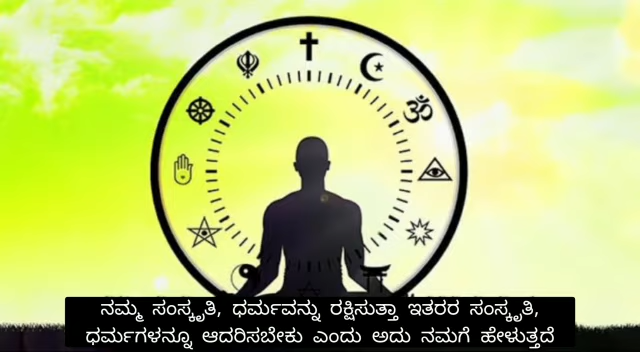 ನಮ್ಮ ಸಂಸ್ಕೃತಿ, ಧರ್ಮವನ್ನು ರಕ್ಷಿಸುತ್ತಾ ಇತರರ ಸಂಸ್ಕೃತಿ,
ಧರ್ಮಗಳನ್ನೂ ಆದರಿಸಬೇಕು ಎಂದು ಅದು ನಮಗೆ ಹೇಳುತ್ತದೆ